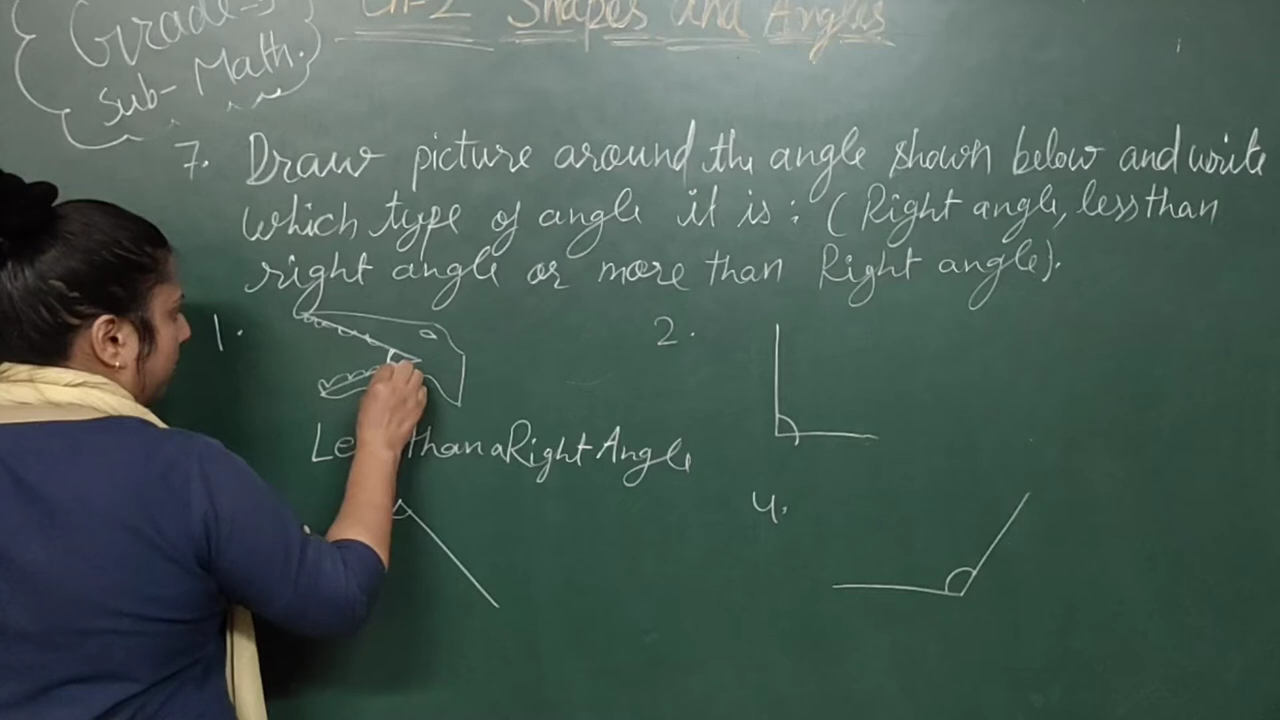 Ch-2 Shapes and Angles
Grade-5
Sub-Math.
7. Draw picture around the angle shown below and write
which type of angle it is: (Right angle, less than
right angle or more than Right angle).
1.
2.
than a Right Angle
4.